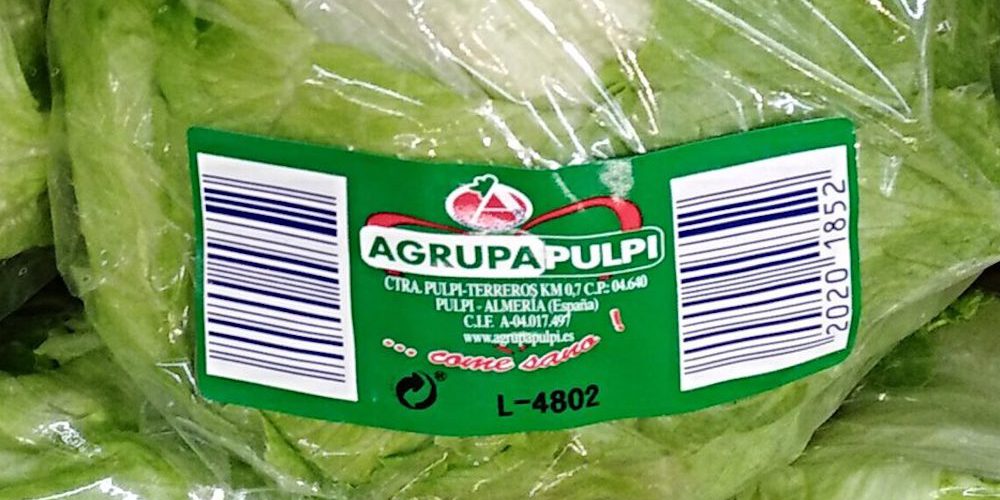 AGRUPAPULPI
CTRA. PULPI-TERREROS KM 0,7 C.P.: 04.640
PULPI - ALMERÍA (España)
C.I.F. A-04.017.497
www.agrupapulpi.es
... come sano !
L-4802
2020 1852